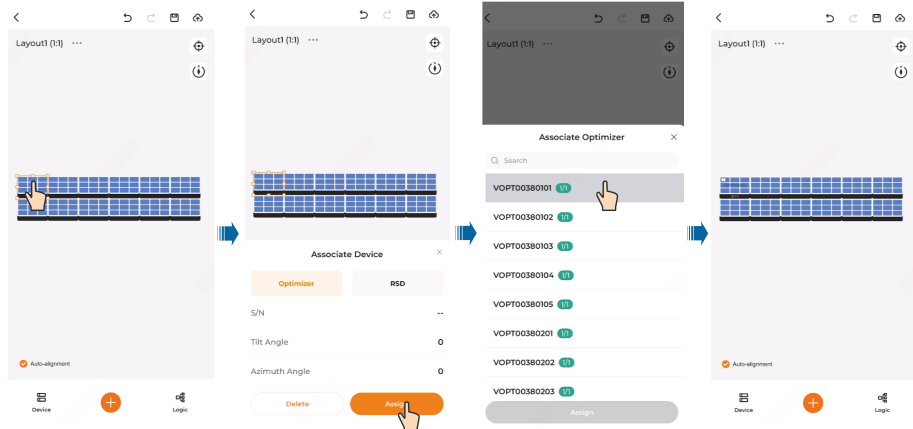 Layout1 (1:1) ···
Auto-alignment
Device
Logic
Layout1 (1:1) ···
Associate Device
Optimizer
RSD
S/N --
Tilt Angle 0
Azimuth Angle 0
Delete
Assign
Layout1 (1:1) ···
Associate Optimizer
Search
VOPT00380101 1/1
VOPT00380102 1/1
VOPT00380103 1/1
VOPT00380104 1/1
VOPT00380105 1/1
VOPT00380201 1/1
VOPT00380202 1/1
VOPT00380203 1/1
Assign
Layout1 (1:1) ···
Auto-alignment
Device
Logic